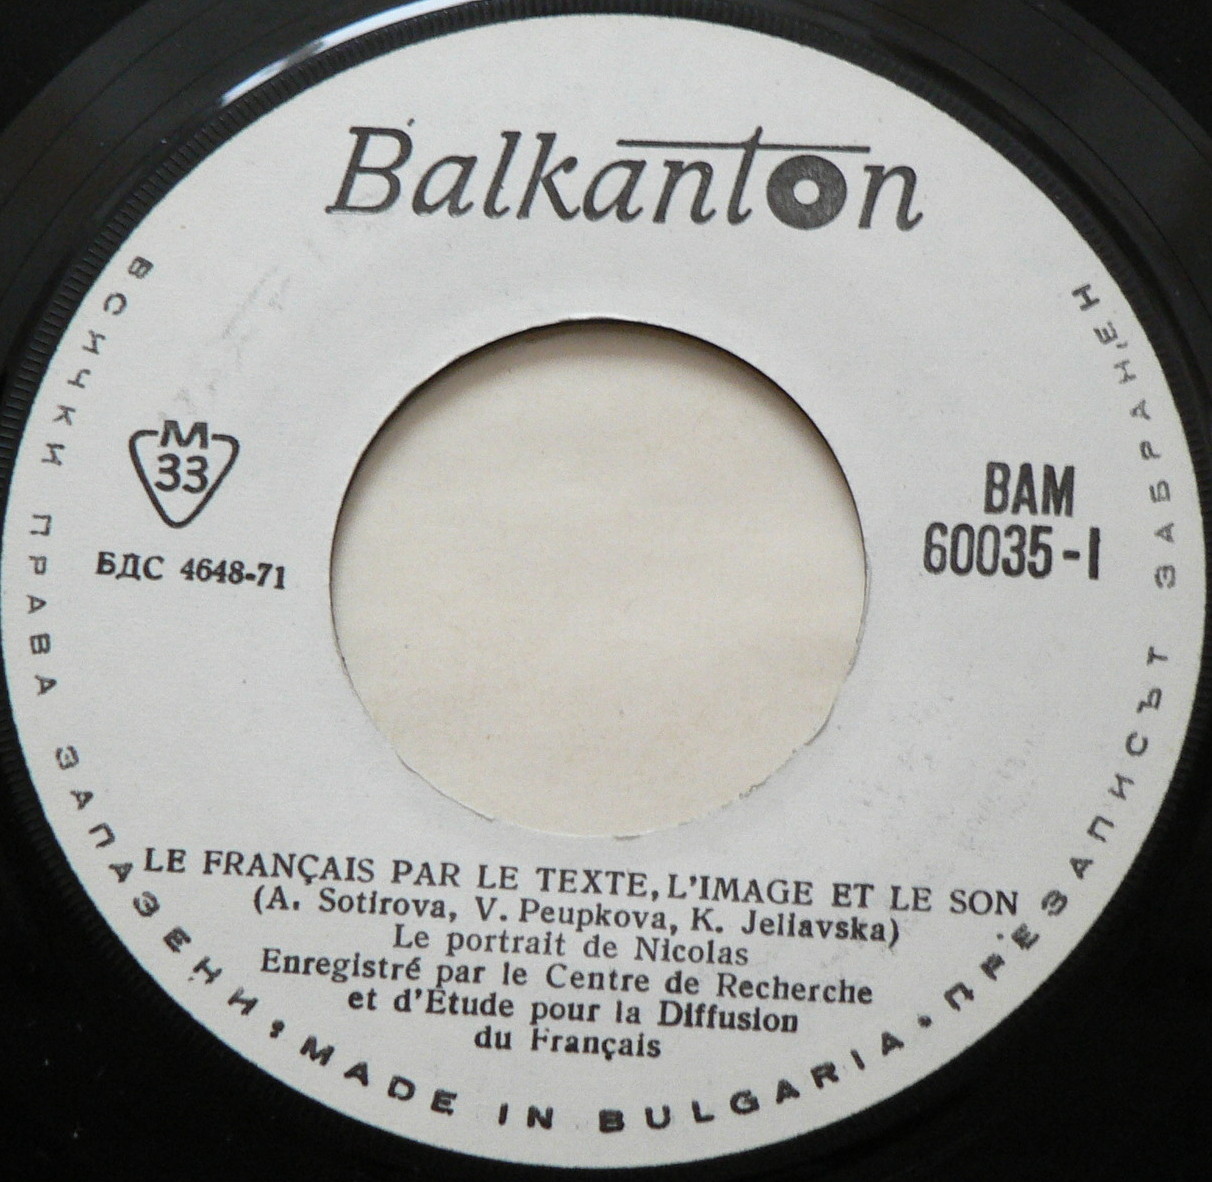 Balkanton
ВСИЧКИ ПРАВА ЗАПАЗЕНИ • MADE IN BULGARIA • ПРЕЗАПИСЪТ ЗАБРАНЕН
М
33
БДС 4648-71
BAM
60035-I
LE FRANÇAIS PAR LE TEXTE, L'IMAGE ET LE SON
(A. Sotirova, V. Peupkova, K. Jeliavska)
Le portrait de Nicolas
Enregistré par le Centre de Recherche
et d'Étude pour la Diffusion
du Français